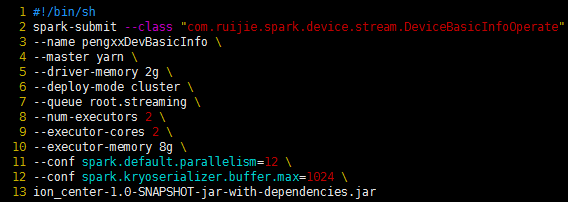 1 #!/bin/sh
2 spark-submit --class "com.ruijie.spark.device.stream.DeviceBasicInfoOperate"
3 --name pengxxDevBasicInfo \
4 --master yarn \
5 --driver-memory 2g \
6 --deploy-mode cluster \
7 --queue root.streaming \
8 --num-executors 2 \
9 --executor-cores 2 \
10 --executor-memory 8g \
11 --conf spark.default.parallelism=12 \
12 --conf spark.kryoserializer.buffer.max=1024 \
13 ion_center-1.0-SNAPSHOT-jar-with-dependencies.jar